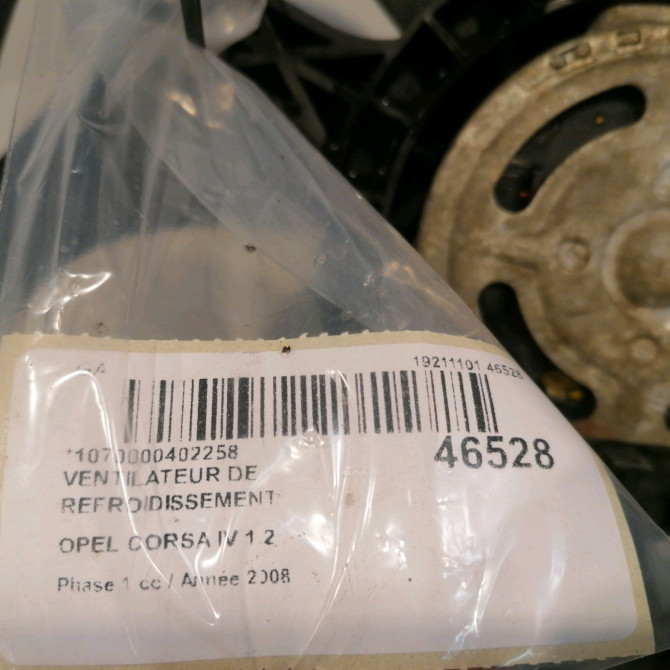 19211101 46528
*1070000402258
46528
VENTILATEUR DE
REFROIDISSEMENT
OPEL CORSA IV 1.2
Phase 1 cc / Année 2008